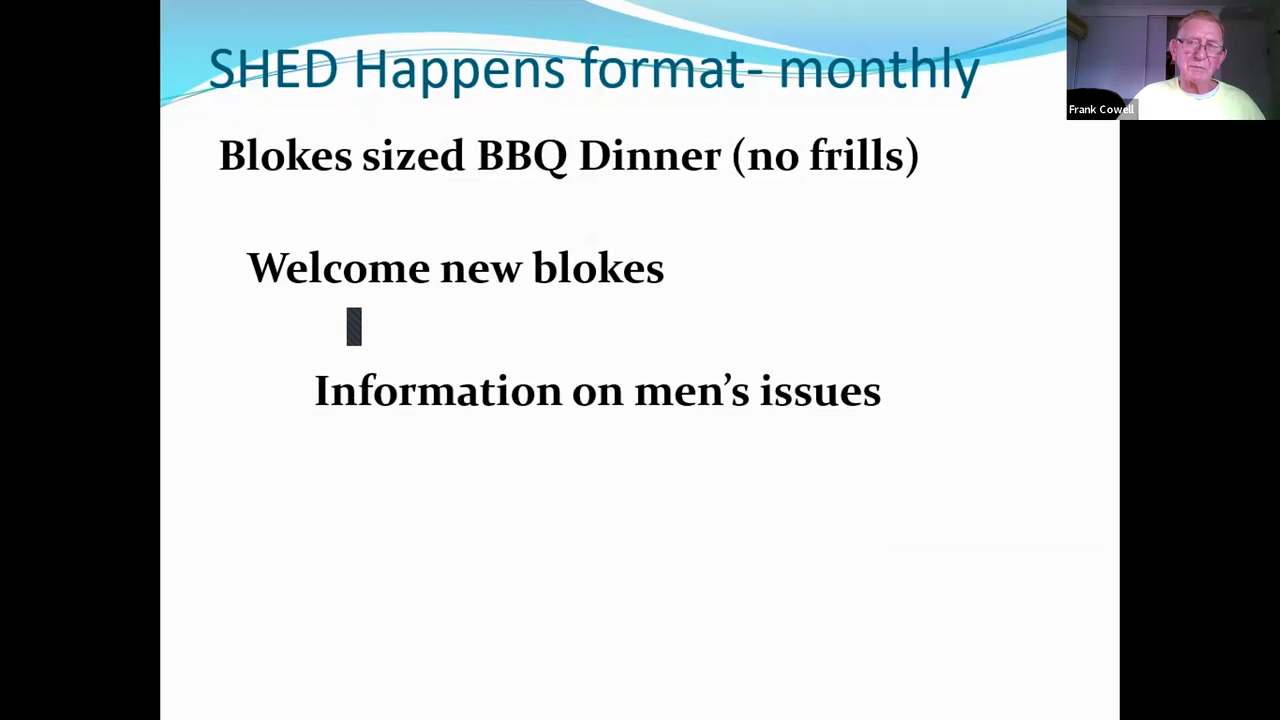 SHED Happens format- monthly
Frank Cowell
Blokes sized BBQ Dinner (no frills)
Welcome new blokes
Information on men’s issues